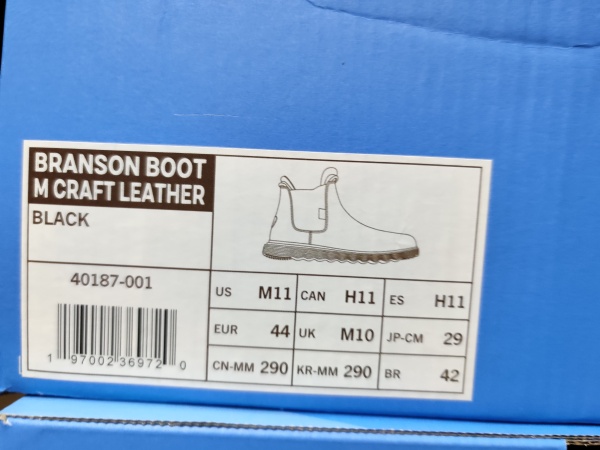 BRANSON BOOT
M CRAFT LEATHER
BLACK
40187-001
1 97002 36972 0
US M11 CAN H11 ES H11
EUR 44 UK M10 JP-CM 29
CN-MM 290 KR-MM 290 BR 42